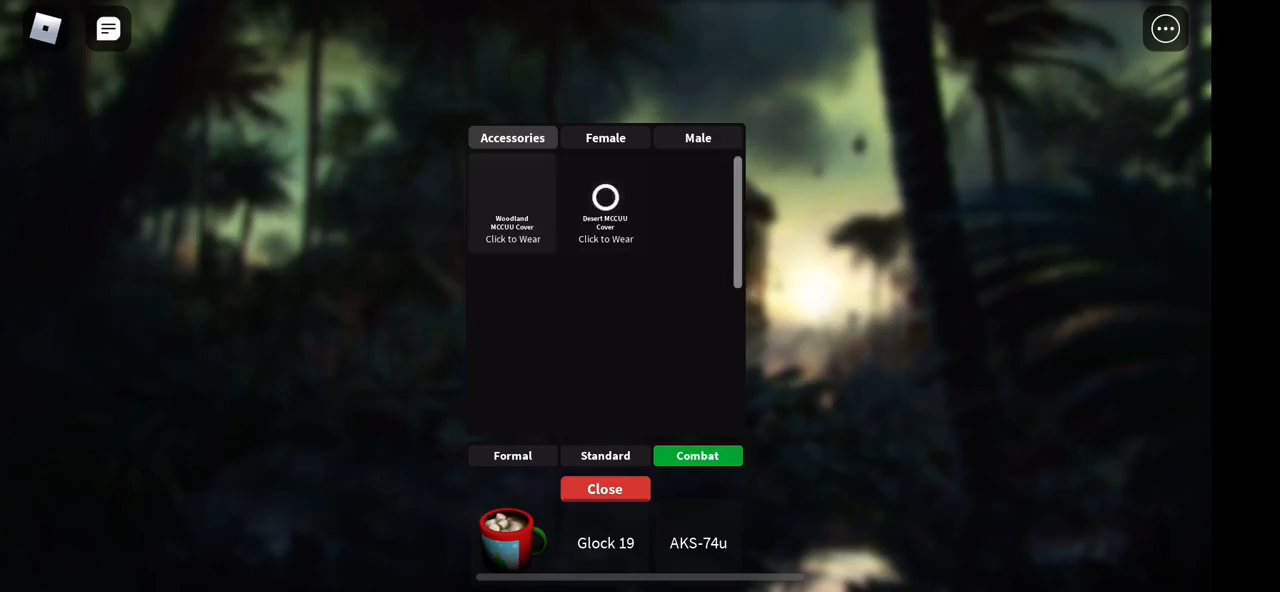 Accessories
Female
Male
Woodland
MCCUU Cover
Click to Wear
Desert MCCUU
Cover
Click to Wear
Formal
Standard
Combat
Close
Glock 19
AKS-74u